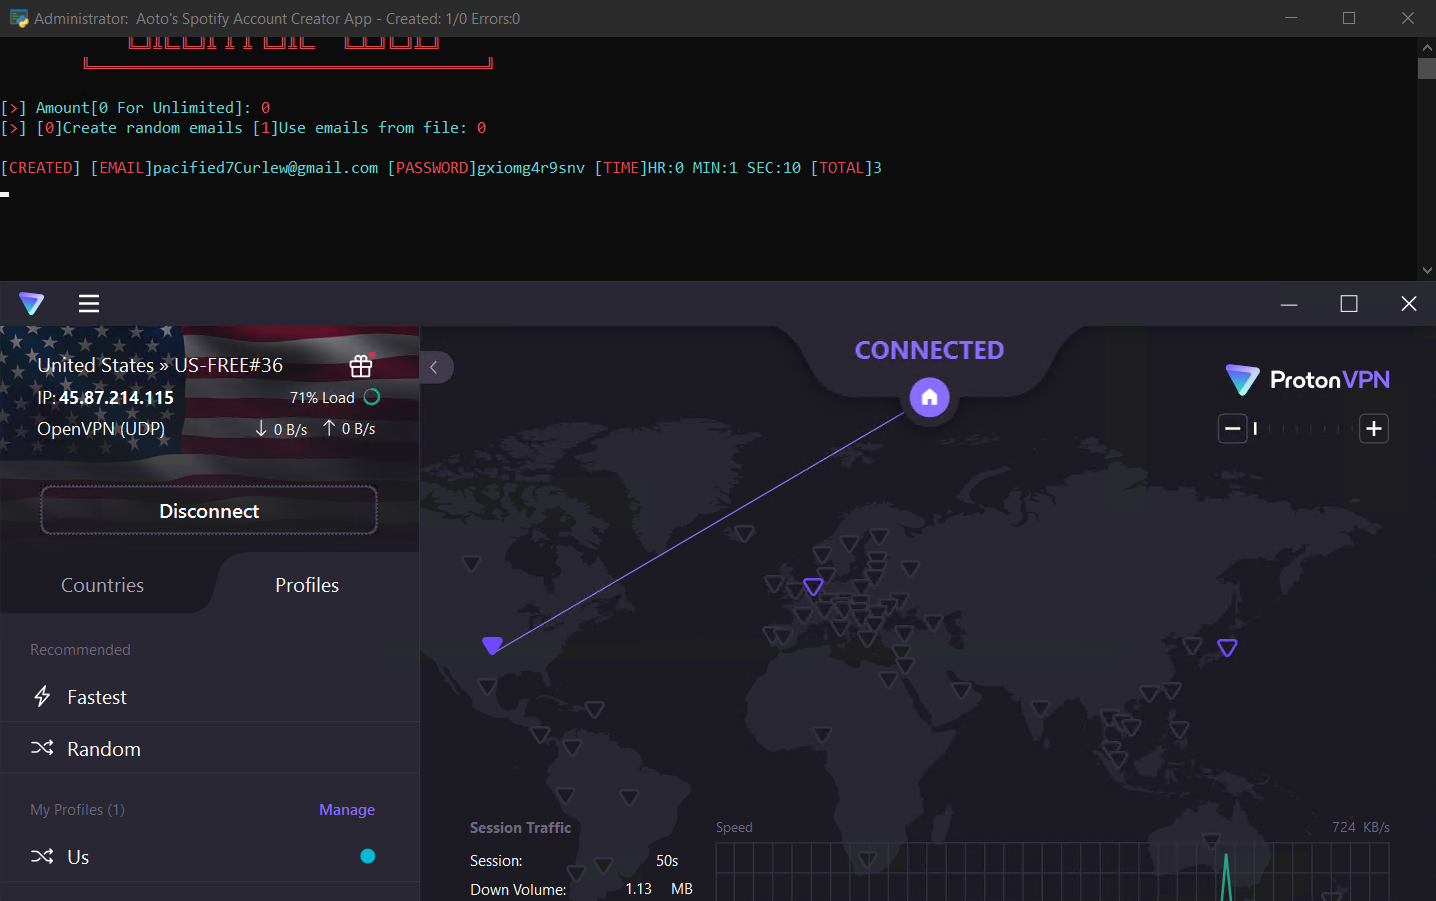 Administrator:  Aoto's Spotify Account Creator App - Created: 1/0 Errors:0
[>] Amount[0 For Unlimited]: 0
[>] [0]Create random emails [1]Use emails from file: 0
[CREATED] [EMAIL]pacified7Curlew@gmail.com [PASSWORD]gxiomg4r9snv [TIME]HR:0 MIN:1 SEC:10 [TOTAL]3
United States » US-FREE#36
IP: 45.87.214.115 71% Load
OpenVPN (UDP) ↓ 0 B/s ↑ 0 B/s
Disconnect
Countries Profiles
Recommended
Fastest
Random
My Profiles (1) Manage
Us
CONNECTED
ProtonVPN
Session Traffic
Session: 50s
Down Volume: 1.13 MB
Speed 724 KB/s